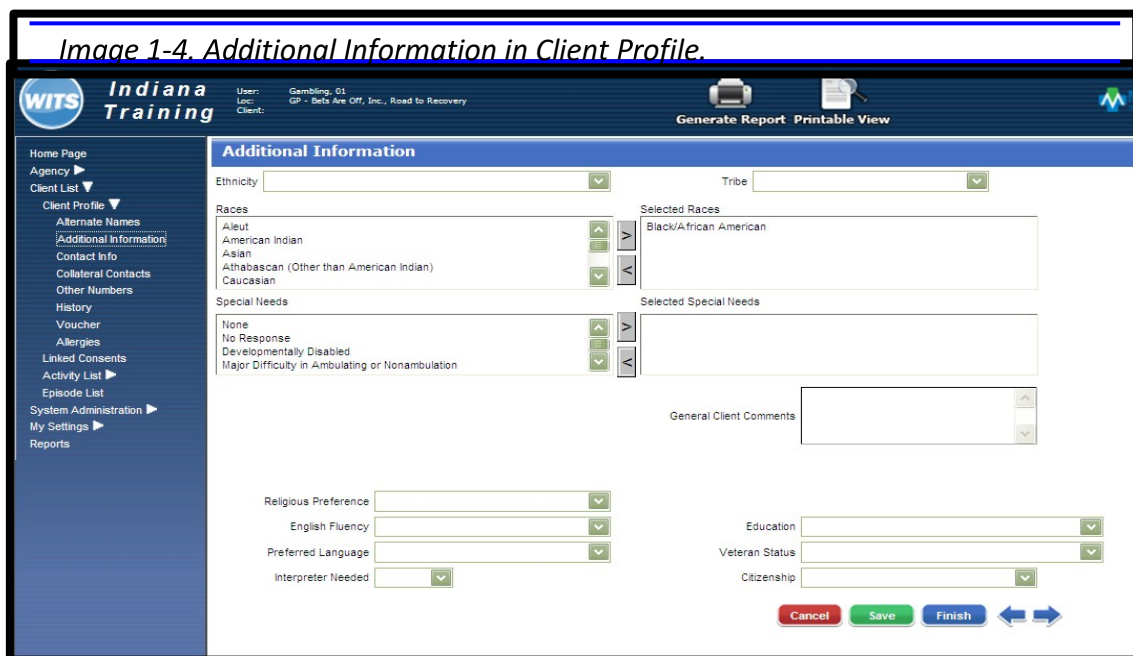 Image 1-4. Additional Information in Client Profile.
WITS
Indiana
Training
User: Gambling, 01
Loc: GP - Bets Are Off, Inc., Road to Recovery
Client:
Generate Report Printable View
Home Page
Agency
Client List
Client Profile
Alternate Names
Additional Information
Contact Info
Collateral Contacts
Other Numbers
History
Voucher
Allergies
Linked Consents
Activity List
Episode List
System Administration
My Settings
Reports
Additional Information
Ethnicity Tribe
Races Selected Races
Aleut Black/African American
American Indian
Asian
Athabascan (Other than American Indian)
Caucasian
> 
<
Special Needs Selected Special Needs
None
No Response
Developmentally Disabled
Major Difficulty in Ambulating or Nonambulation
>
<
General Client Comments
Religious Preference
English Fluency Education
Preferred Language Veteran Status
Interpreter Needed Citizenship
Cancel Save Finish